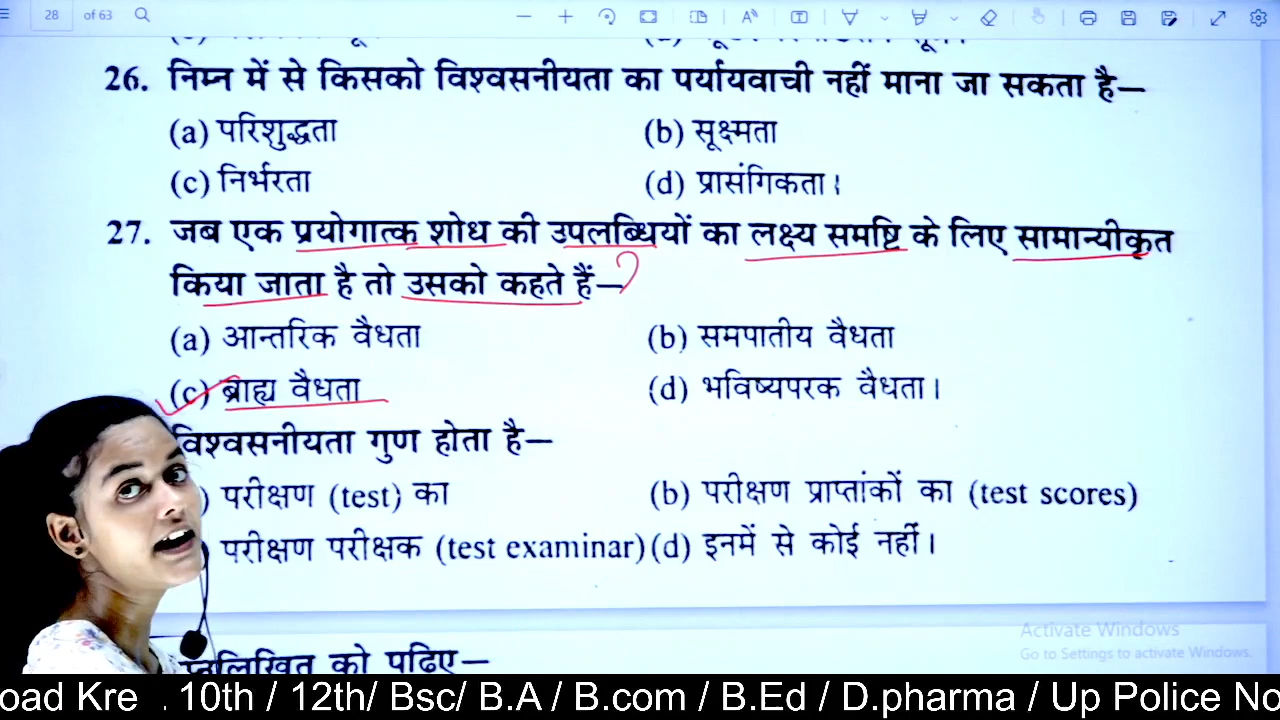 28 of 63
26. निम्न में से किसको विश्वसनीयता का पर्यायवाची नहीं माना जा सकता है—
(a) परिशुद्धता (b) सूक्ष्मता
(c) निर्भरता (d) प्रासंगिकता।
27. जब एक प्रयोगात्क शोध की उपलब्धियों का लक्ष्य समष्टि के लिए सामान्यीकृत
किया जाता है तो उसको कहते हैं—
(a) आन्तरिक वैधता (b) समपातीय वैधता
(c) ब्राह्य वैधता (d) भविष्यपरक वैधता।
विश्वसनीयता गुण होता है—
) परीक्षण (test) का (b) परीक्षण प्राप्तांकों का (test scores)
) परीक्षण परीक्षक (test examinar) (d) इनमें से कोई नहीं।
Activate Windows
Go to Settings to activate Windows.
को पढ़िए—
oad Kre . 10th / 12th/ Bsc/ B.A / B.com / B.Ed / D.pharma / Up Police No